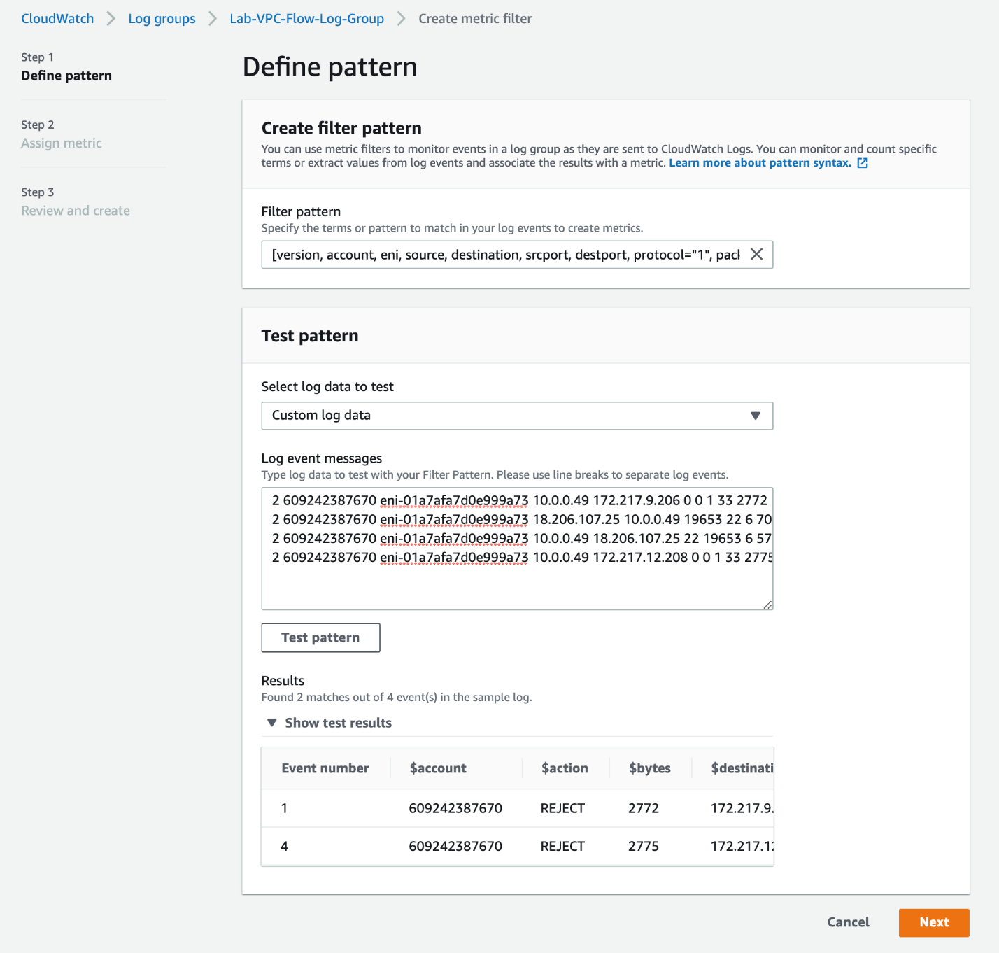 CloudWatch > Log groups > Lab-VPC-Flow-Log-Group > Create metric filter
Step 1
Define pattern
Step 2
Assign metric
Step 3
Review and create
Define pattern
Create filter pattern
You can use metric filters to monitor events in a log group as they are sent to CloudWatch Logs. You can monitor and count specific
terms or extract values from log events and associate the results with a metric. Learn more about pattern syntax.
Filter pattern
Specify the terms or pattern to match in your log events to create metrics.
[version, account, eni, source, destination, srcport, destport, protocol="1", pack
Test pattern
Select log data to test
Custom log data
Log event messages
Type log data to test with your Filter Pattern. Please use line breaks to separate log events.
2 609242387670 eni-01a7afa7d0e999a73 10.0.0.49 172.217.9.206 0 0 1 33 2772
2 609242387670 eni-01a7afa7d0e999a73 18.206.107.25 10.0.0.49 19653 22 6 70
2 609242387670 eni-01a7afa7d0e999a73 10.0.0.49 18.206.107.25 22 19653 6 57
2 609242387670 eni-01a7afa7d0e999a73 10.0.0.49 172.217.12.208 0 0 1 33 2775
Test pattern
Results
Found 2 matches out of 4 event(s) in the sample log.
Show test results
Event number $account $action $bytes $destinati
1 609242387670 REJECT 2772 172.217.9.
4 609242387670 REJECT 2775 172.217.12
Cancel Next